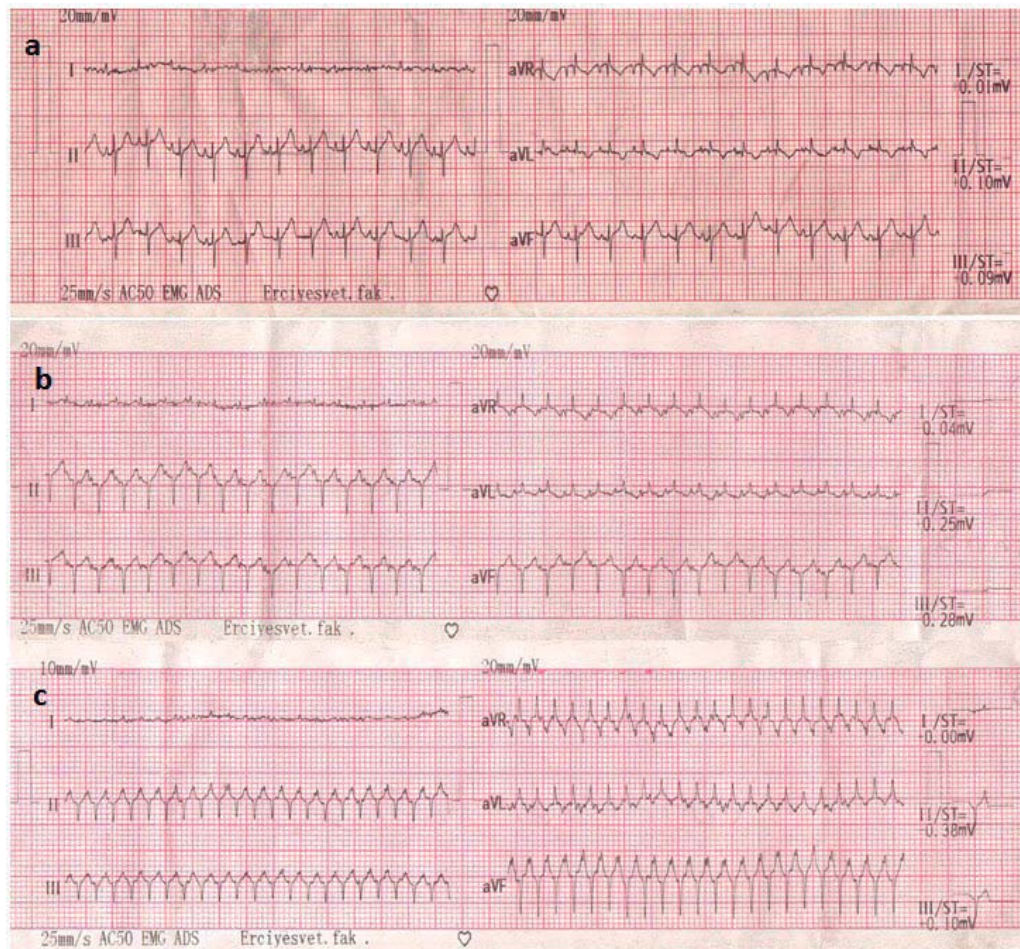 a
20mm/mV 20mm/mV
I aVR I /ST=
+0.01mV
II aVL II/ST=
+0.10mV
III aVF III/ST=
-0.09mV
25mm/s AC50 EMG ADS Erciyesvet.fak .
b
20mm/mV 20mm/mV
I aVR I /ST=
0.04mV
II aVL II/ST=
0.25mV
III aVF III/ST=
0.28mV
25mm/s AC50 EMG ADS Erciyesvet.fak .
c
10mm/mV 20mm/mV
I aVR I /ST=
+0.00mV
II aVL II/ST=
-0.38mV
III aVF III/ST=
+0.10mV
25mm/s AC50 EMG ADS Erciyesvet.fak .